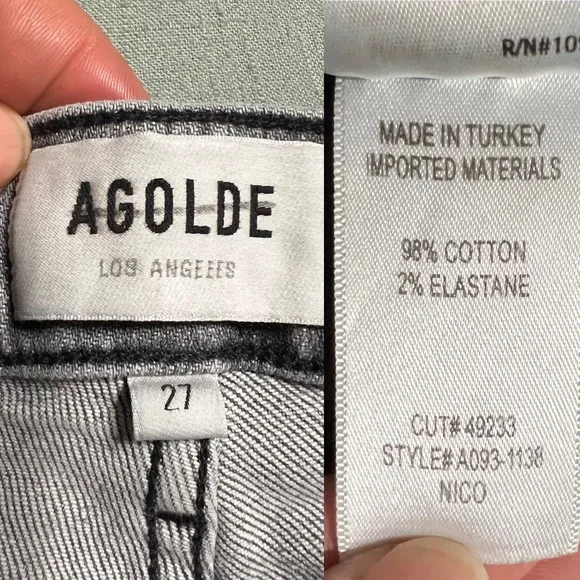 AGOLDE
LOS ANGELES
27
R/N#10
MADE IN TURKEY
IMPORTED MATERIALS
98% COTTON
2% ELASTANE
CUT# 49233
STYLE# A093-1138
NICO